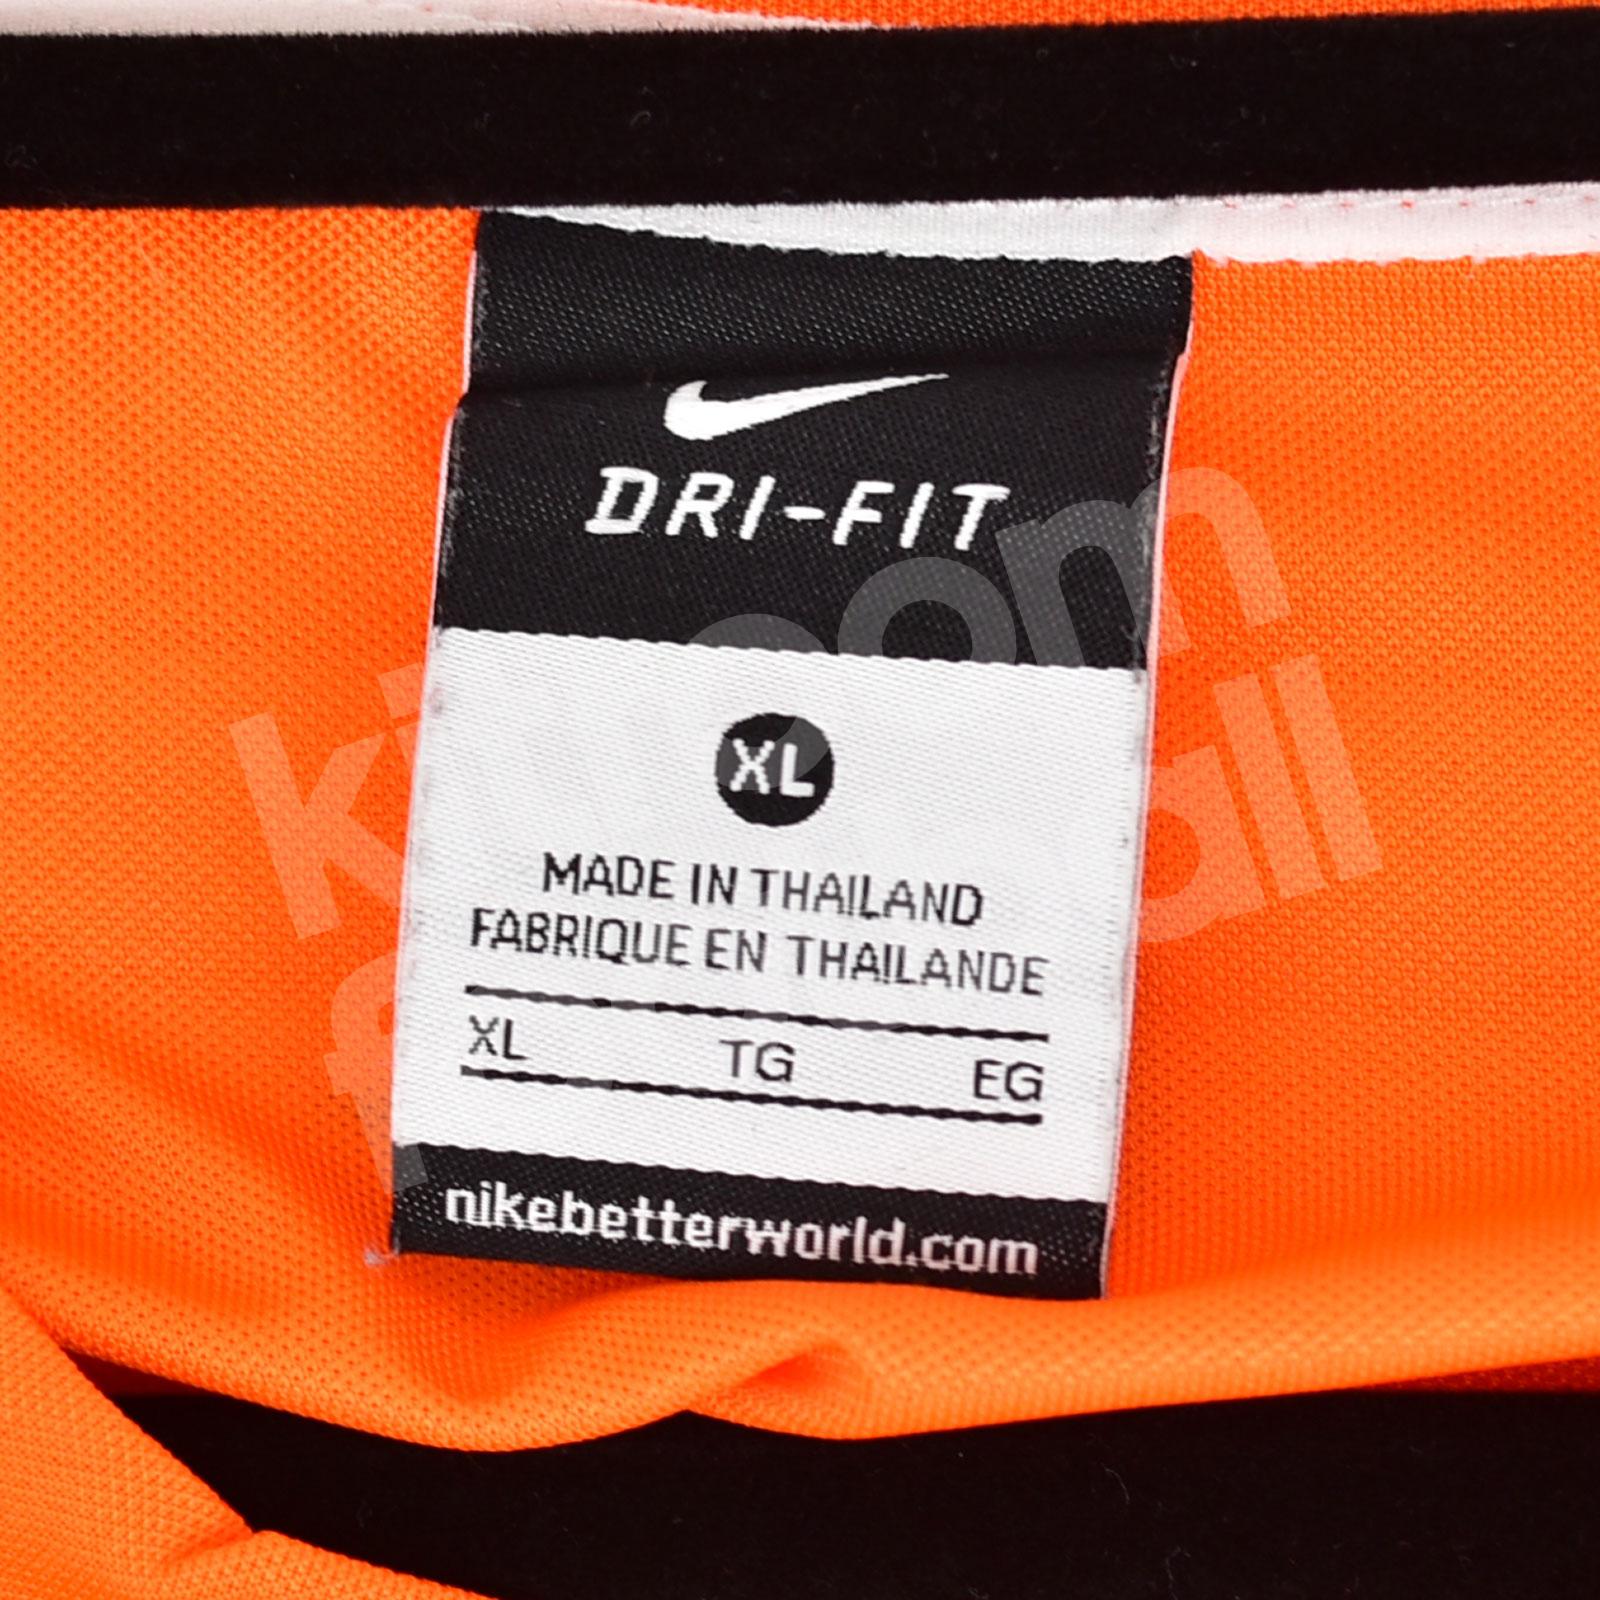 DRI-FIT
XL
MADE IN THAILAND
FABRIQUE EN THAILANDE
XL TG EG
nikebetterworld.com